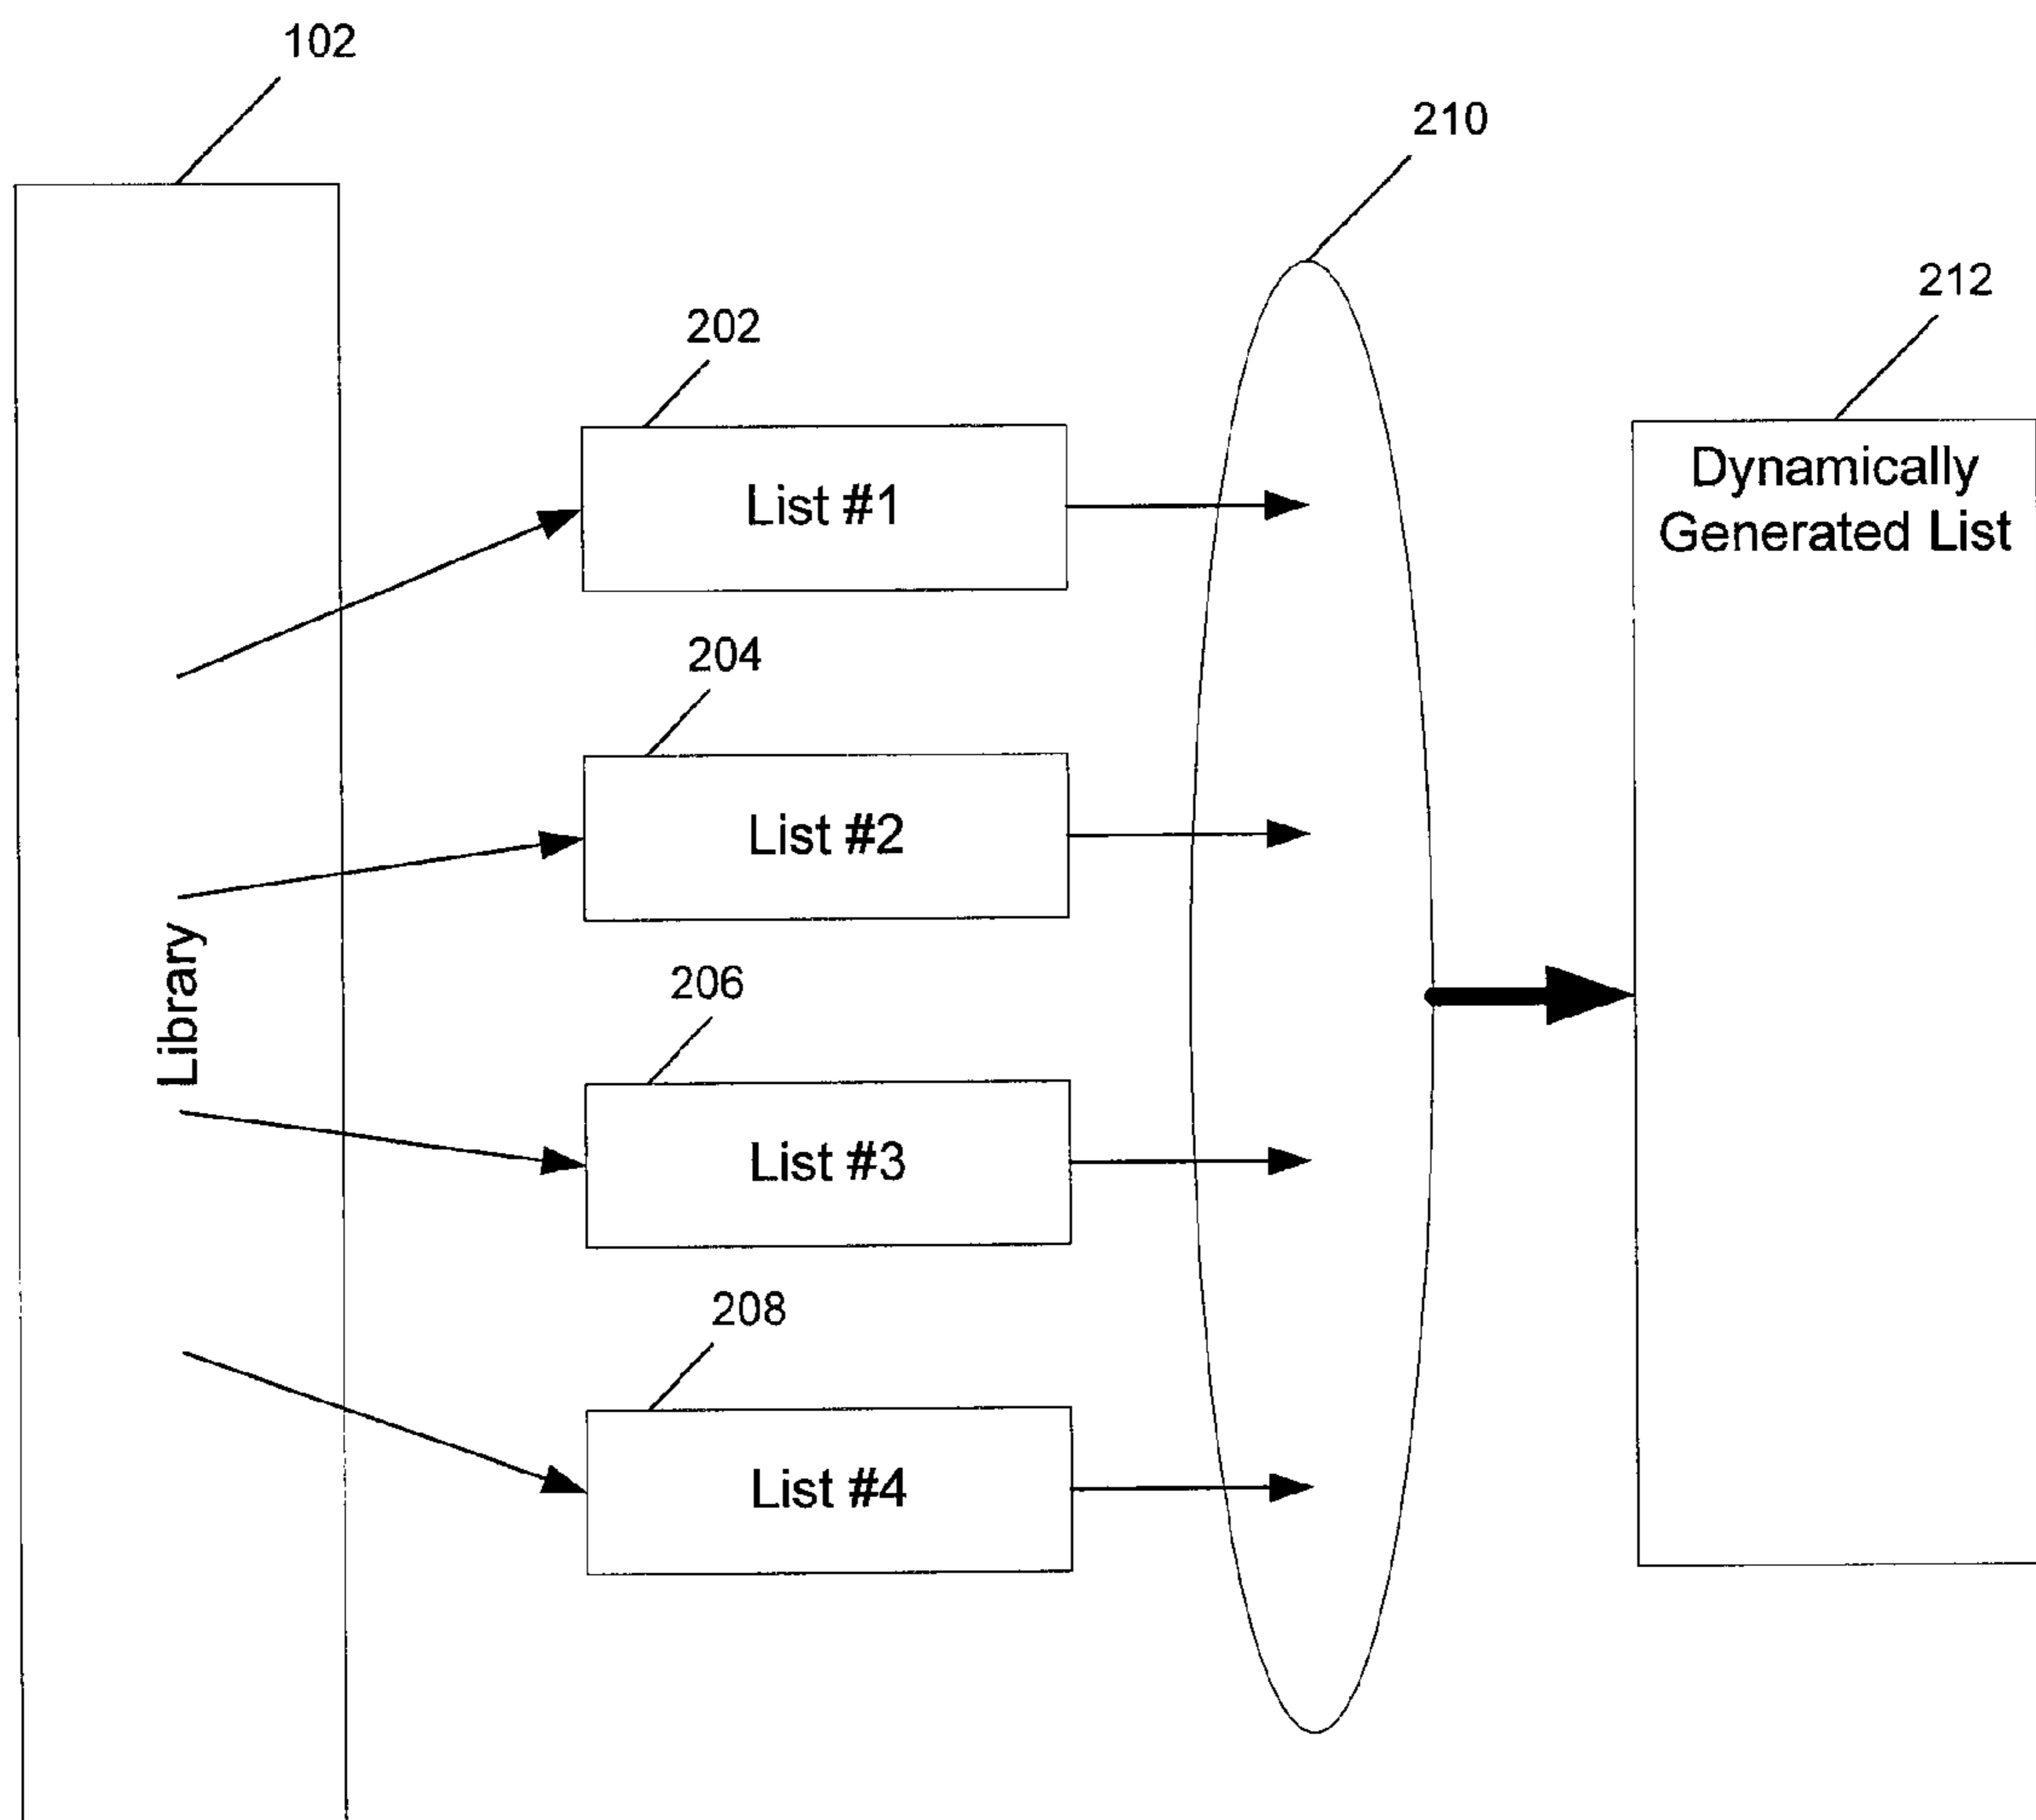 102
210
212
202
Dynamically
Generated List
List #1
204
List #2
Library
206
List #3
208
List #4